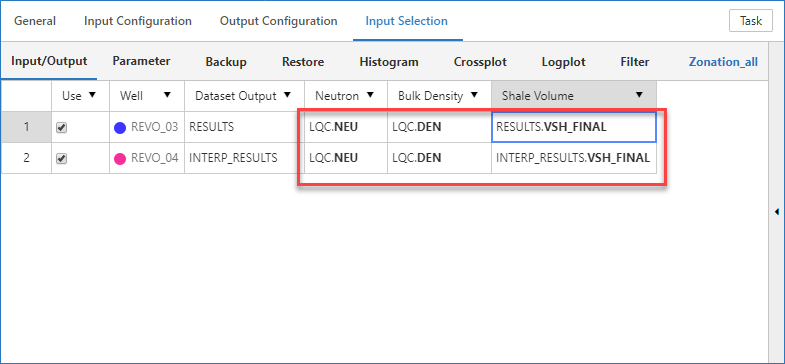 General Input Configuration Output Configuration Input Selection Task
Input/Output Parameter Backup Restore Histogram Crossplot Logplot Filter Zonation_all
Use Well Dataset Output Neutron Bulk Density Shale Volume
1 REVO_03 RESULTS LQC.NEU LQC.DEN RESULTS.VSH_FINAL
2 REVO_04 INTERP_RESULTS LQC.NEU LQC.DEN INTERP_RESULTS.VSH_FINAL